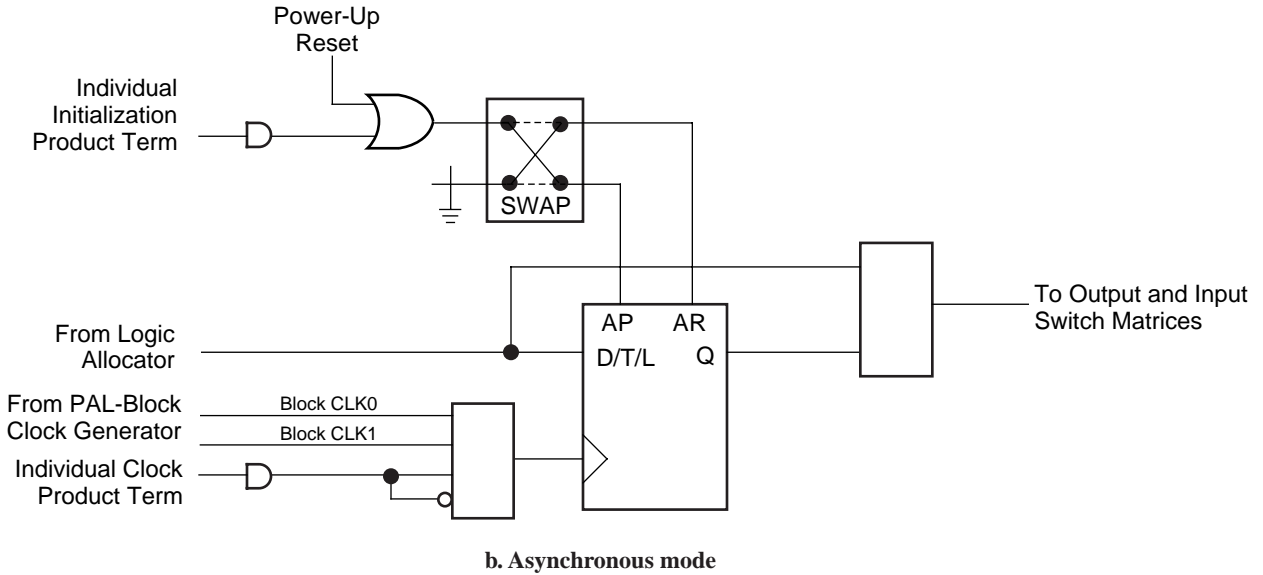 Power-Up
Reset
Individual
Initialization
Product Term
SWAP
To Output and Input
Switch Matrices
AP
AR
From Logic
Allocator
D/T/L
Q
From PAL-Block
Clock Generator
Block CLK0
Block CLK1
Individual Clock
Product Term
b. Asynchronous mode